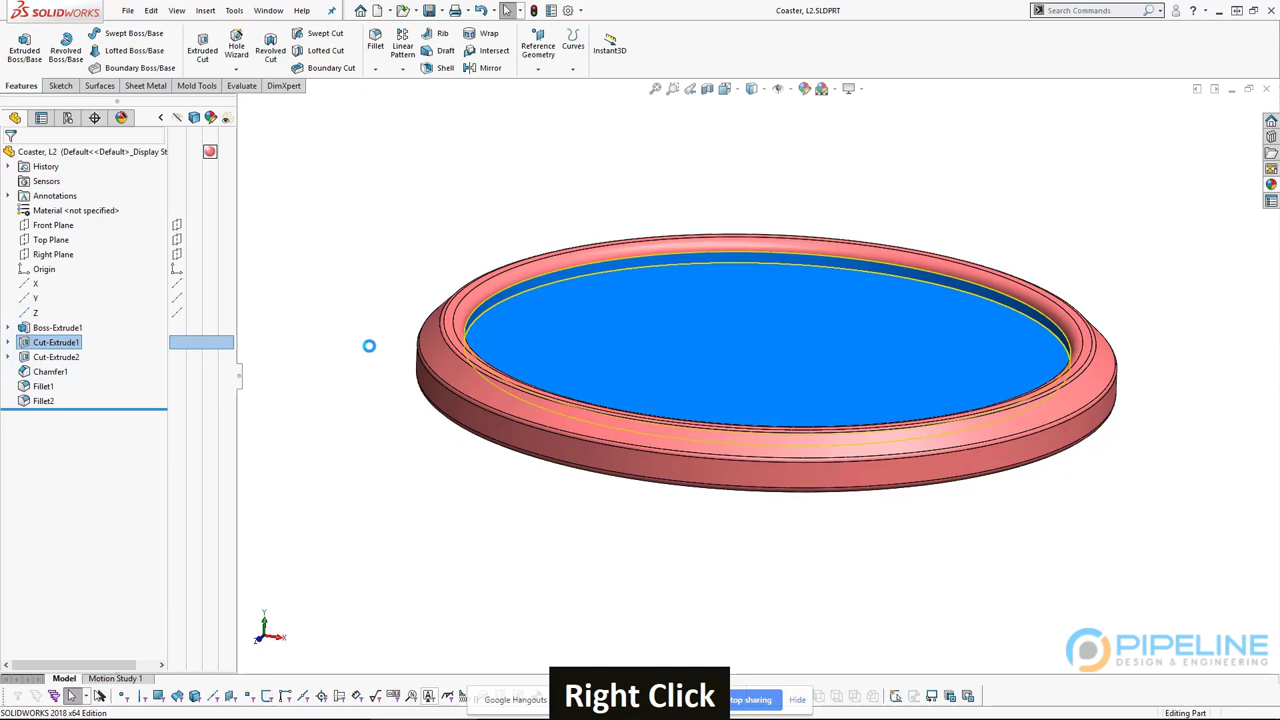 SOLIDWORKS File Edit View Insert Tools Window Help Coaster, L2.SLDPRT Search Commands
Extruded Boss/Base
Revolved Boss/Base
Swept Boss/Base
Lofted Boss/Base
Boundary Boss/Base
Extruded Cut
Hole Wizard
Revolved Cut
Swept Cut
Lofted Cut
Boundary Cut
Fillet
Linear Pattern
Rib
Draft
Shell
Wrap
Intersect
Mirror
Reference Geometry
Curves
Instant3D
Features Sketch Surfaces Sheet Metal Mold Tools Evaluate DimXpert
Coaster, L2 (Default<<Default>_Display St
History
Sensors
Annotations
Material <not specified>
Front Plane
Top Plane
Right Plane
Origin
X
Y
Z
Boss-Extrude1
Cut-Extrude1
Cut-Extrude2
Chamfer1
Fillet1
Fillet2
Y
X
Z
PIPELINE
DESIGN & ENGINEERING
Model Motion Study 1
Right Click
Google Hangouts
top sharing Hide
SOLIDWORKS 2018 x64 Edition
Editing Part